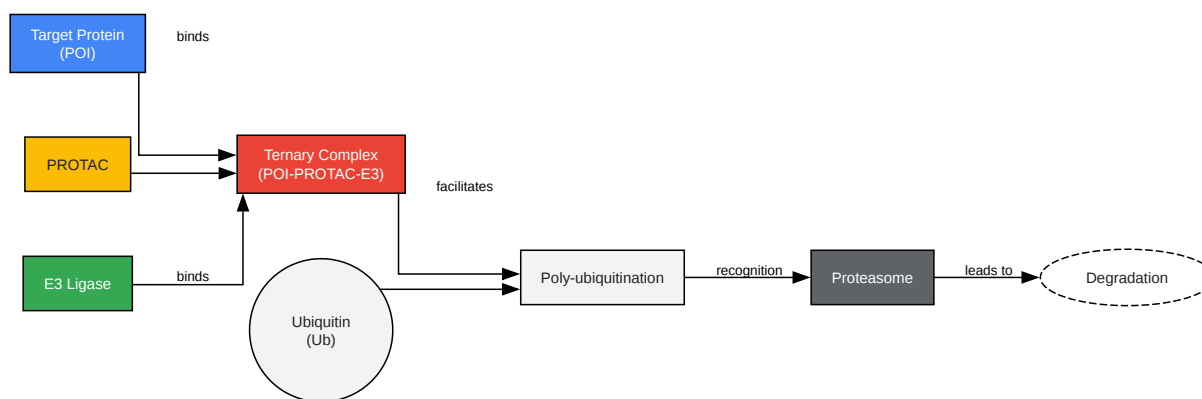 Target Protein
(POI)
binds
PROTAC
Ternary Complex
(POI-PROTAC-E3)
facilitates
E3 Ligase
binds
Ubiquitin
(Ub)
Poly-ubiquitination
recognition
Proteasome
leads to
Degradation